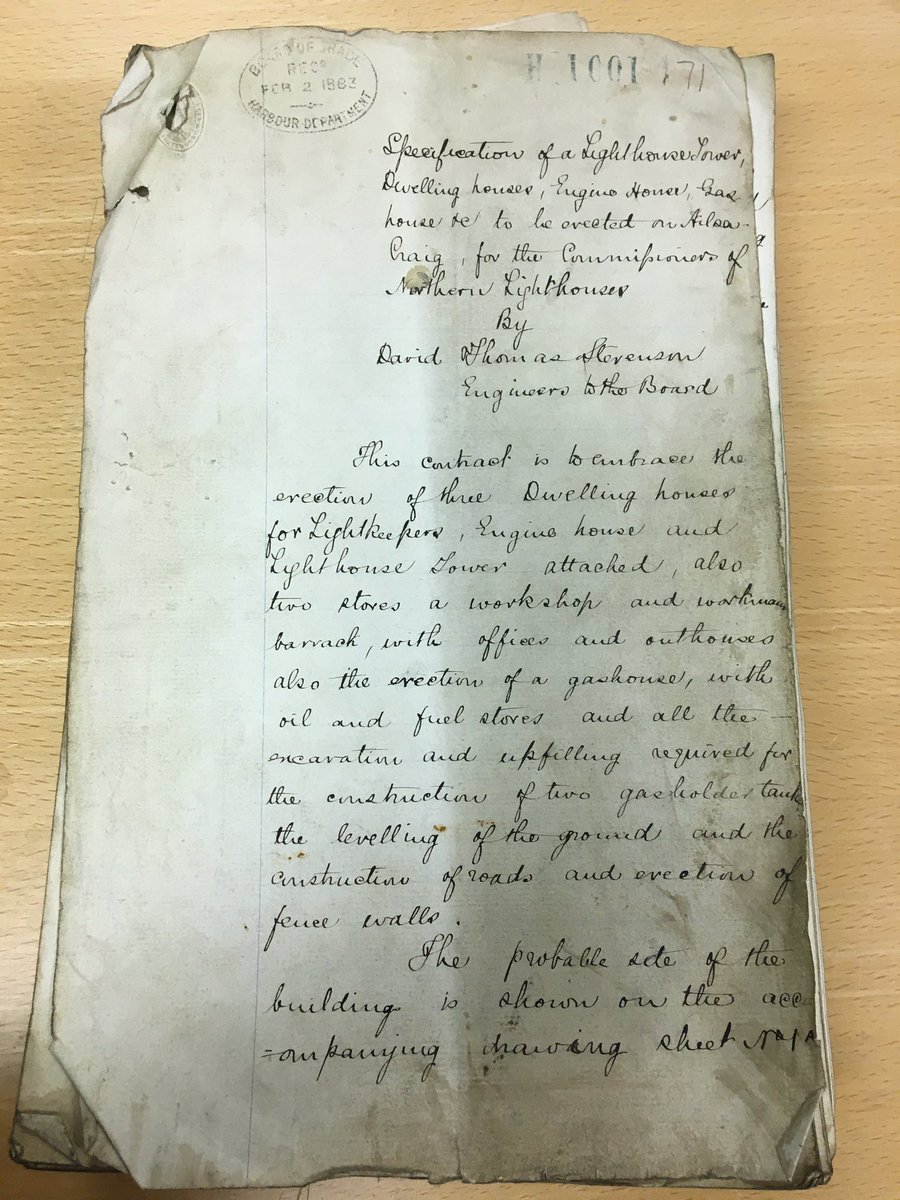 BOARD OF TRADE
RECD
FEB 2 1883
HARBOUR DEPARTMENT
H 1001 71
Specification of a Lighthouse Tower,
Dwelling houses, Engine House, Gas
house &c to be erected on Ailsa-
Craig, for the Commissioners of
Northern Lighthouses
By
David Thomas Stevenson
Engineers to the Board
This contract is to embrace the
erection of three Dwelling houses
for Lightkeepers, Engine house and
Lighthouse Tower attached, also
two stores a workshop and workmans
barrack, with offices and outhouses
also the erection of a gashouse, with
oil and fuel stores and all the
excavation and upfilling required for
the construction of two gasholder tank
the levelling of the ground and the
construction of roads and erection of
fence walls.
The probable site of the
building is shown on the acc
=ompanying drawing sheet No 1 A